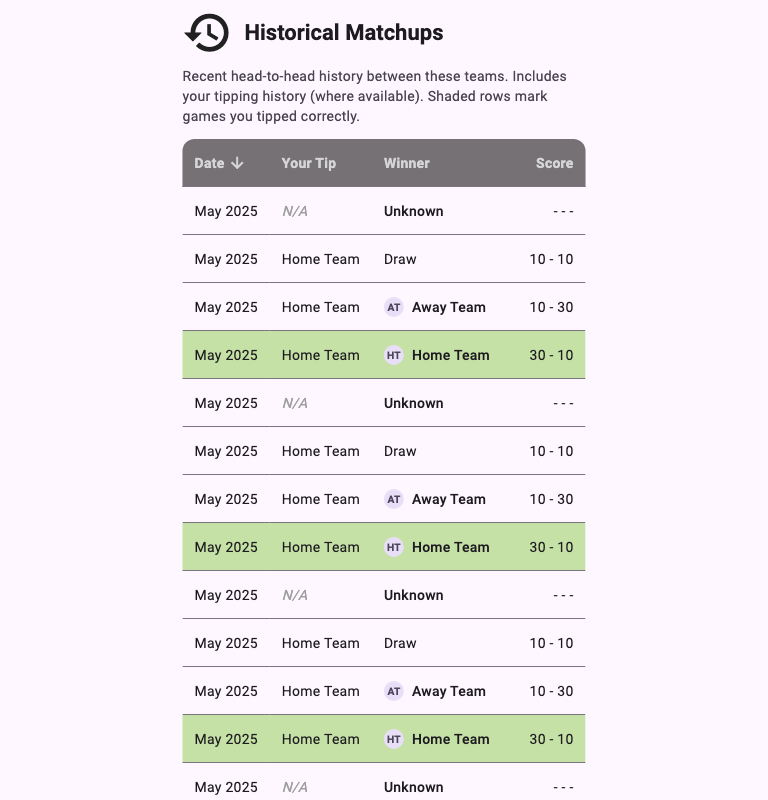 Historical Matchups
Recent head-to-head history between these teams. Includes
your tipping history (where available). Shaded rows mark
games you tipped correctly.
Date Your Tip Winner Score
May 2025 N/A Unknown - - -
May 2025 Home Team Draw 10 - 10
May 2025 Home Team AT Away Team 10 - 30
May 2025 Home Team HT Home Team 30 - 10
May 2025 N/A Unknown - - -
May 2025 Home Team Draw 10 - 10
May 2025 Home Team AT Away Team 10 - 30
May 2025 Home Team HT Home Team 30 - 10
May 2025 N/A Unknown - - -
May 2025 Home Team Draw 10 - 10
May 2025 Home Team AT Away Team 10 - 30
May 2025 Home Team HT Home Team 30 - 10
May 2025 N/A Unknown - - -